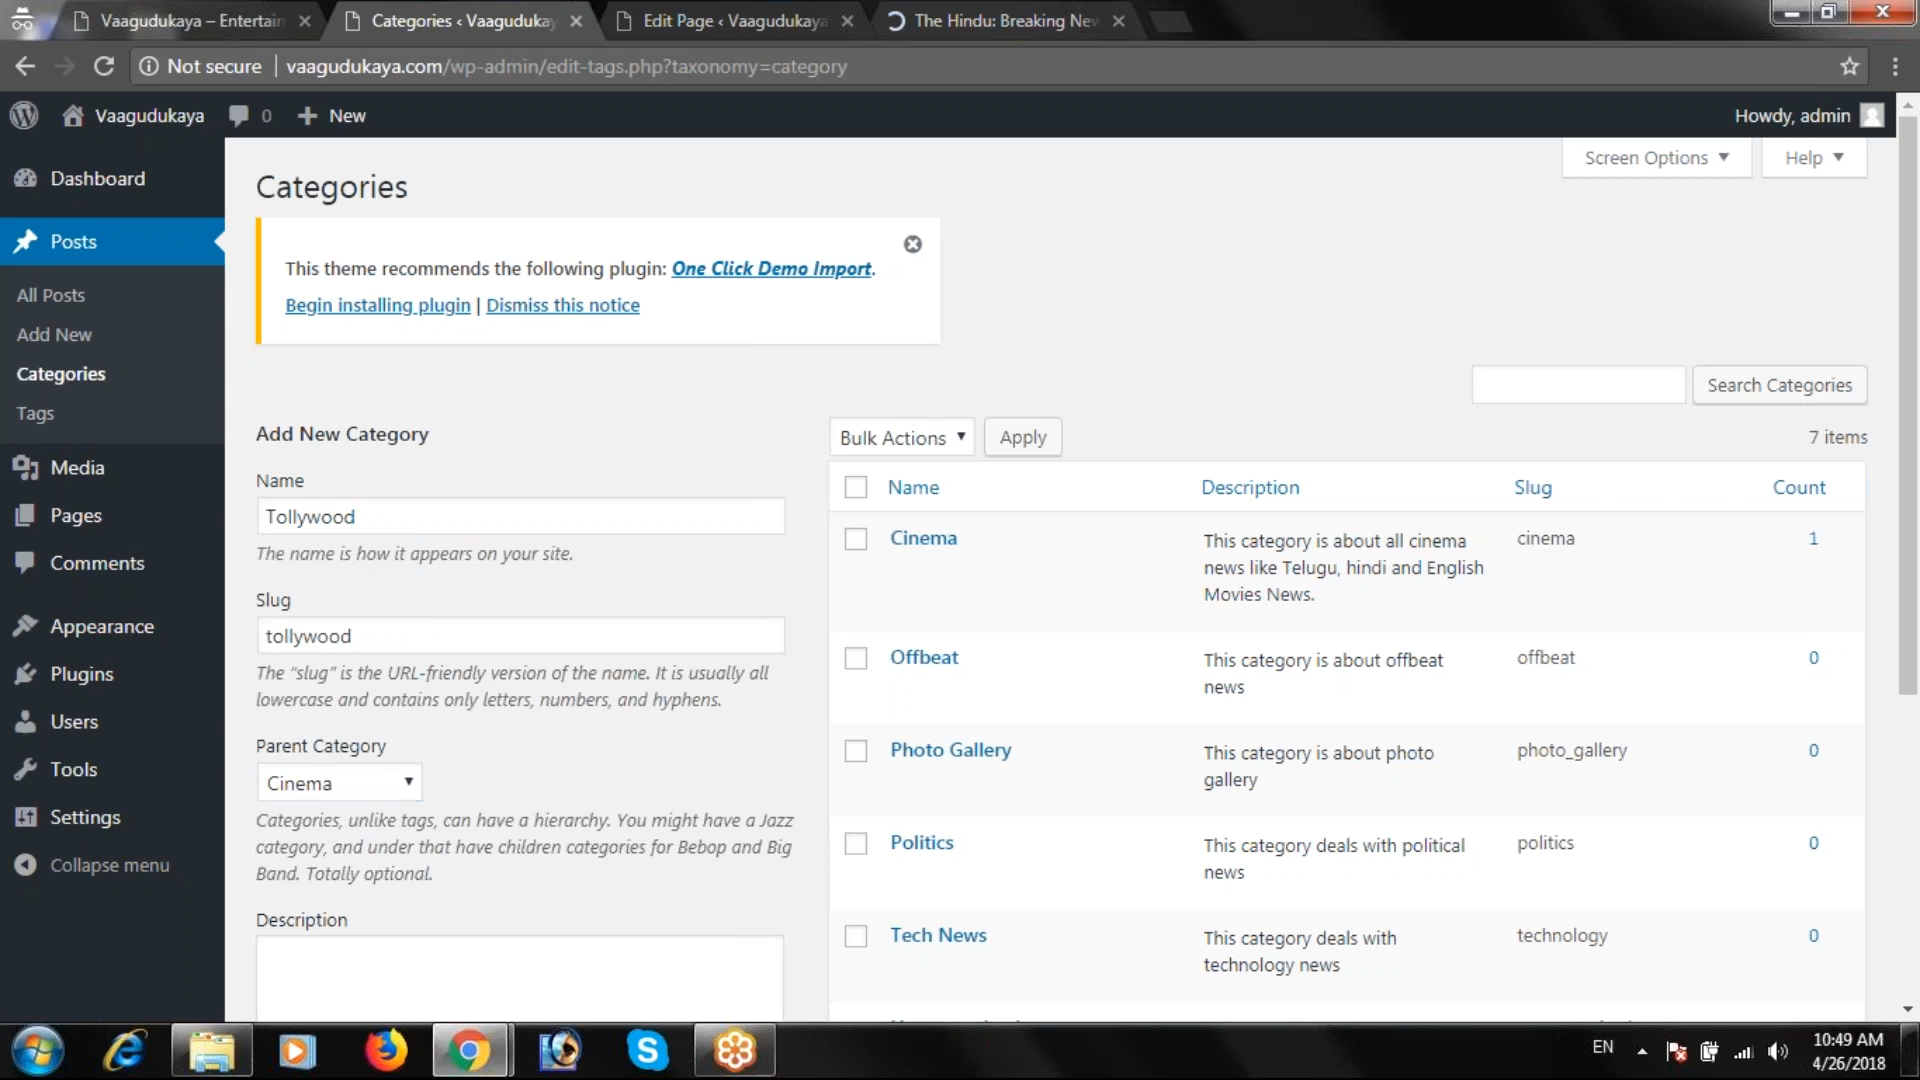 Vaagudukaya – Entertain
Categories ‹ Vaagudukay
Edit Page ‹ Vaagudukaya
The Hindu: Breaking New
Not secure | vaagudukaya.com/wp-admin/edit-tags.php?taxonomy=category
Vaagudukaya 0 New
Howdy, admin
Screen Options
Help
Dashboard
Posts
All Posts
Add New
Categories
Tags
Media
Pages
Comments
Appearance
Plugins
Users
Tools
Settings
Collapse menu
Categories
This theme recommends the following plugin: One Click Demo Import.
Begin installing plugin | Dismiss this notice
Search Categories
Add New Category
Name
Tollywood
The name is how it appears on your site.
Slug
tollywood
The “slug” is the URL-friendly version of the name. It is usually all
lowercase and contains only letters, numbers, and hyphens.
Parent Category
Cinema
Categories, unlike tags, can have a hierarchy. You might have a Jazz
category, and under that have children categories for Bebop and Big
Band. Totally optional.
Description
Bulk Actions
Apply
7 items
Name Description Slug Count
Cinema
This category is about all cinema
news like Telugu, hindi and English
Movies News.
cinema
1
Offbeat
This category is about offbeat
news
offbeat
0
Photo Gallery
This category is about photo
gallery
photo_gallery
0
Politics
This category deals with political
news
politics
0
Tech News
This category deals with
technology news
technology
0
EN
10:49 AM
4/26/2018